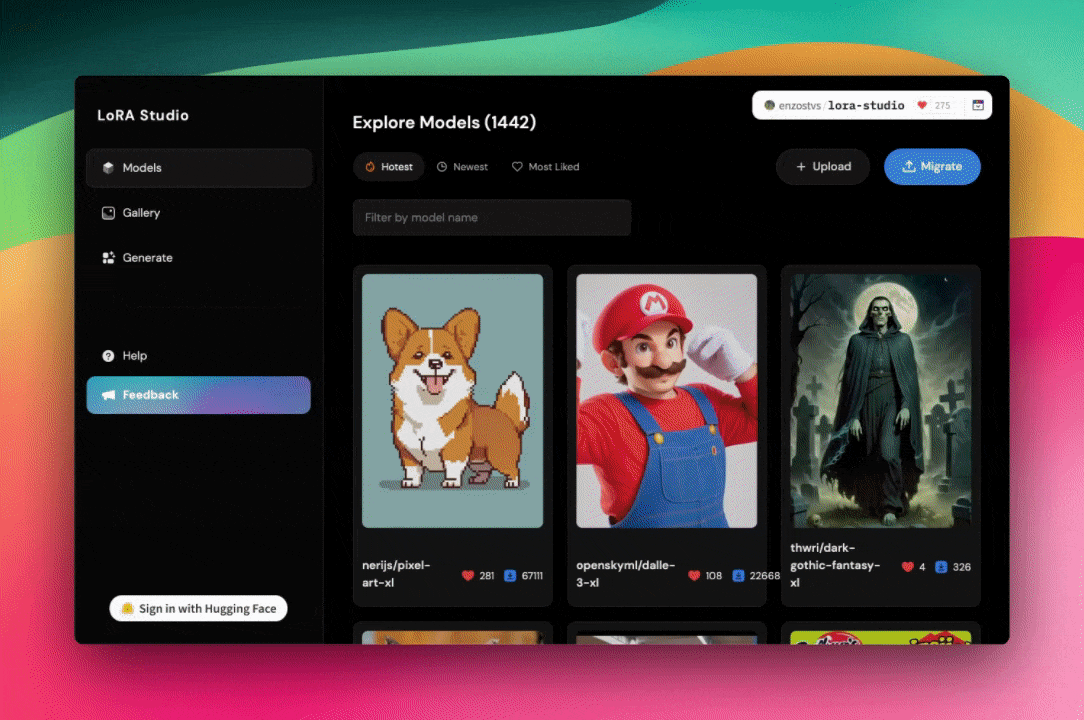 LoRA Studio
Models
Gallery
Generate
Help
Feedback
Sign in with Hugging Face
enzostvs/lora-studio 275
Explore Models (1442)
Hotest Newest Most Liked
+ Upload Migrate
Filter by model name
M
nerijs/pixel-
art-xl
281 67111
openskyml/dalle-
3-xl
108 22668
thwri/dark-
gothic-fantasy-
xl
4 326